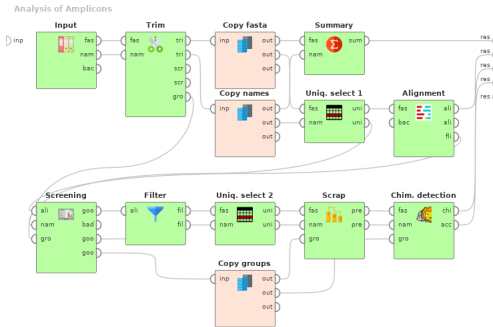 Analysis of Amplicons
Input Trim Copy fasta Summary
inp fas fas tri inp out fas sum res
nam nam tri out nam res
bac scr out res
scr Copy names Uniq. select 1 Alignment res
gro inp out fas uni fas ali res
out nam uni bac ali
out fli
Screening Filter Uniq. select 2 Scrap Chim. detection
ali goo ali fil fas uni fas pre fas chi
nam bad fil nam uni nam pre nam acc
gro goo gro gro
goo Copy groups
inp out
out
out